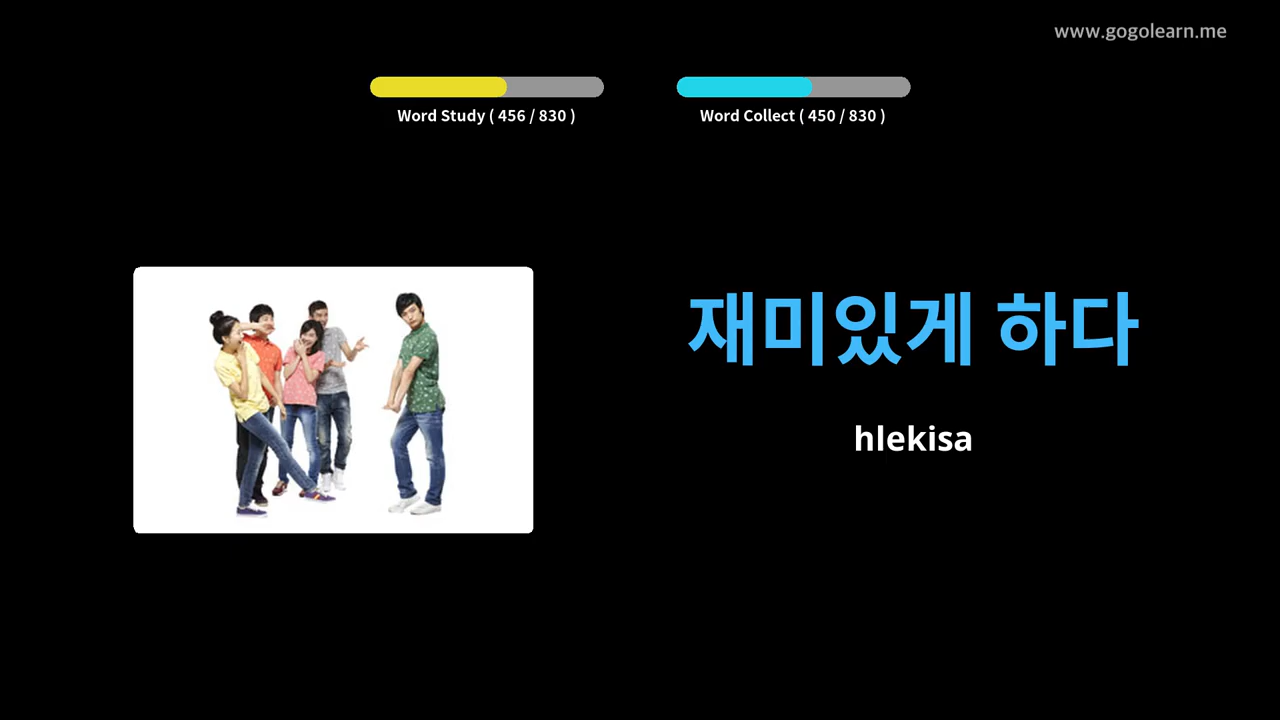 www.gogolearn.me
Word Study ( 456 / 830 )
Word Collect ( 450 / 830 )
재미있게 하다
hlekisa